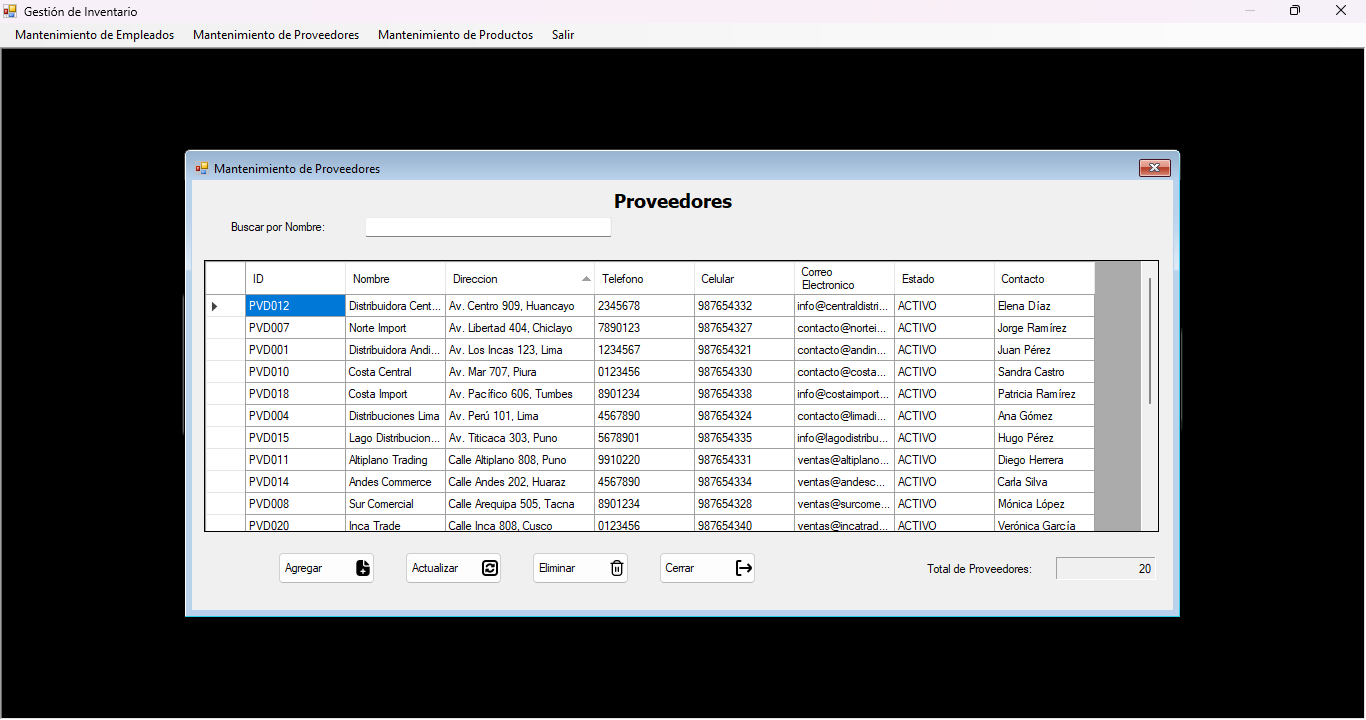 Gestión de Inventario
Mantenimiento de Empleados Mantenimiento de Proveedores Mantenimiento de Productos Salir
Mantenimiento de Proveedores
Proveedores
Buscar por Nombre:
ID Nombre Direccion Telefono Celular Correo Electronico Estado Contacto
PVD012 Distribuidora Cent... Av. Centro 909, Huancayo 2345678 987654332 info@centraldistri... ACTIVO Elena Díaz
PVD007 Norte Import Av. Libertad 404, Chiclayo 7890123 987654327 contacto@nortei... ACTIVO Jorge Ramírez
PVD001 Distribuidora Andi... Av. Los Incas 123, Lima 1234567 987654321 contacto@andin... ACTIVO Juan Pérez
PVD010 Costa Central Av. Mar 707, Piura 0123456 987654330 contacto@costa... ACTIVO Sandra Castro
PVD018 Costa Import Av. Pacífico 606, Tumbes 8901234 987654338 info@costaimport... ACTIVO Patricia Ramírez
PVD004 Distribuciones Lima Av. Perú 101, Lima 4567890 987654324 contacto@limadi... ACTIVO Ana Gómez
PVD015 Lago Distribucion... Av. Titicaca 303, Puno 5678901 987654335 info@lagodistribu... ACTIVO Hugo Pérez
PVD011 Altiplano Trading Calle Altiplano 808, Puno 9910220 987654331 ventas@altiplano... ACTIVO Diego Herrera
PVD014 Andes Commerce Calle Andes 202, Huaraz 4567890 987654334 ventas@andesc... ACTIVO Carla Silva
PVD008 Sur Comercial Calle Arequipa 505, Tacna 8901234 987654328 ventas@surcome... ACTIVO Mónica López
PVD020 Inca Trade Calle Inca 808, Cusco 0123456 987654340 ventas@incatrad... ACTIVO Verónica García
Agregar Actualizar Eliminar Cerrar Total de Proveedores: 20